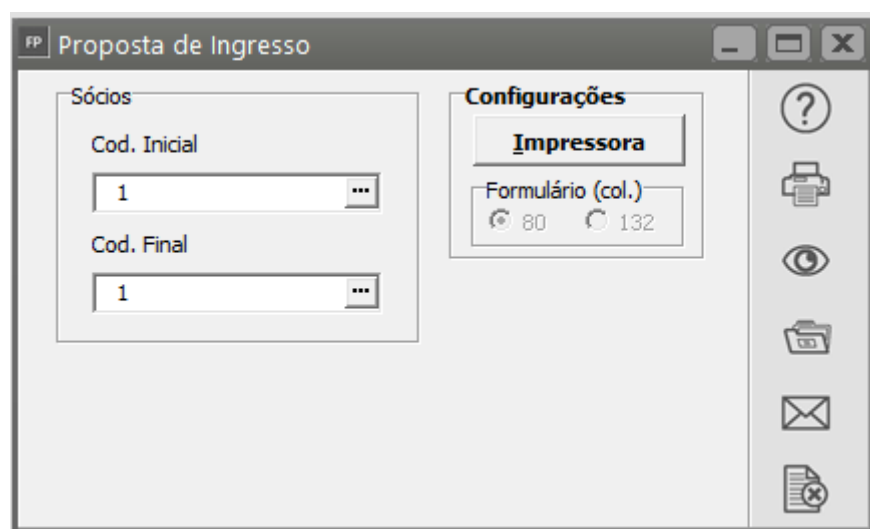 FP Proposta de Ingresso
Sócios
Cod. Inicial
1
...
Cod. Final
1
...
Configurações
Impressora
Formulário (col.)
80 132
?